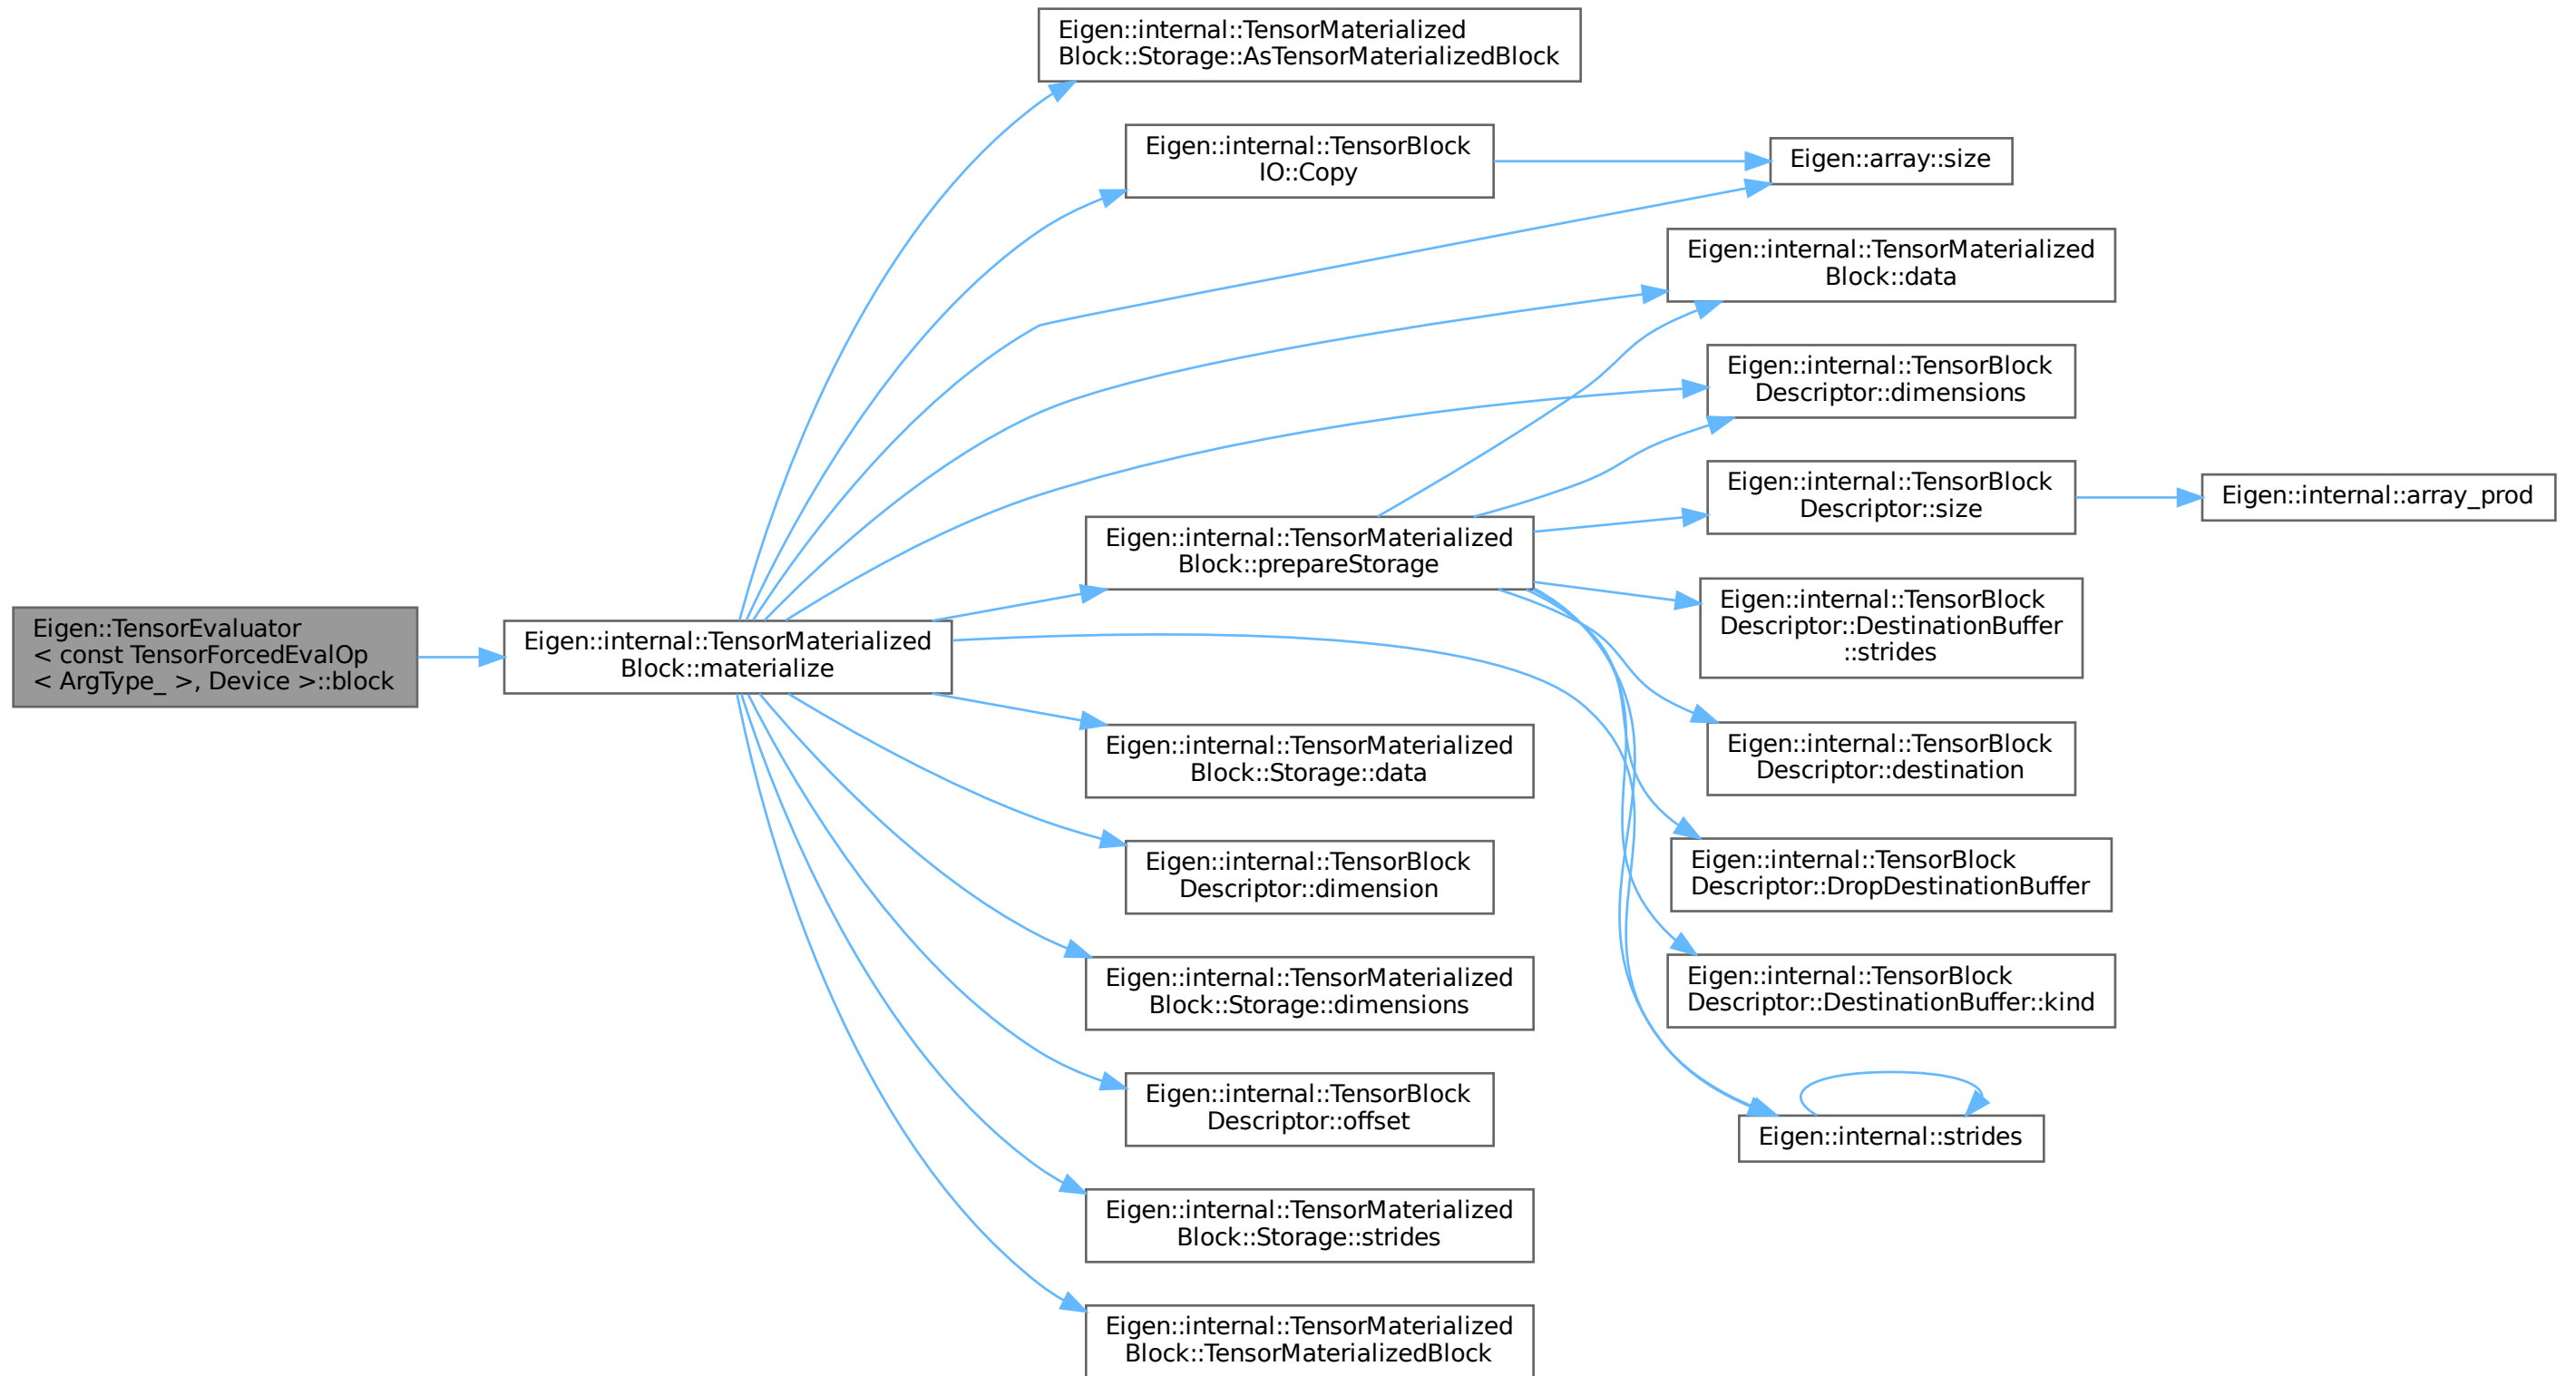 Eigen::TensorEvaluator
< const TensorForcedEvalOp
< ArgType_ >, Device >::block
Eigen::internal::TensorMaterialized
Block::materialize
Eigen::internal::TensorMaterialized
Block::Storage::AsTensorMaterializedBlock
Eigen::internal::TensorBlock
IO::Copy
Eigen::internal::TensorMaterialized
Block::prepareStorage
Eigen::internal::TensorMaterialized
Block::Storage::data
Eigen::internal::TensorBlock
Descriptor::dimension
Eigen::internal::TensorMaterialized
Block::Storage::dimensions
Eigen::internal::TensorBlock
Descriptor::offset
Eigen::internal::TensorMaterialized
Block::Storage::strides
Eigen::internal::TensorMaterialized
Block::TensorMaterializedBlock
Eigen::array::size
Eigen::internal::TensorMaterialized
Block::data
Eigen::internal::TensorBlock
Descriptor::dimensions
Eigen::internal::TensorBlock
Descriptor::size
Eigen::internal::TensorBlock
Descriptor::DestinationBuffer
::strides
Eigen::internal::TensorBlock
Descriptor::destination
Eigen::internal::TensorBlock
Descriptor::DropDestinationBuffer
Eigen::internal::TensorBlock
Descriptor::DestinationBuffer::kind
Eigen::internal::strides
Eigen::internal::array_prod